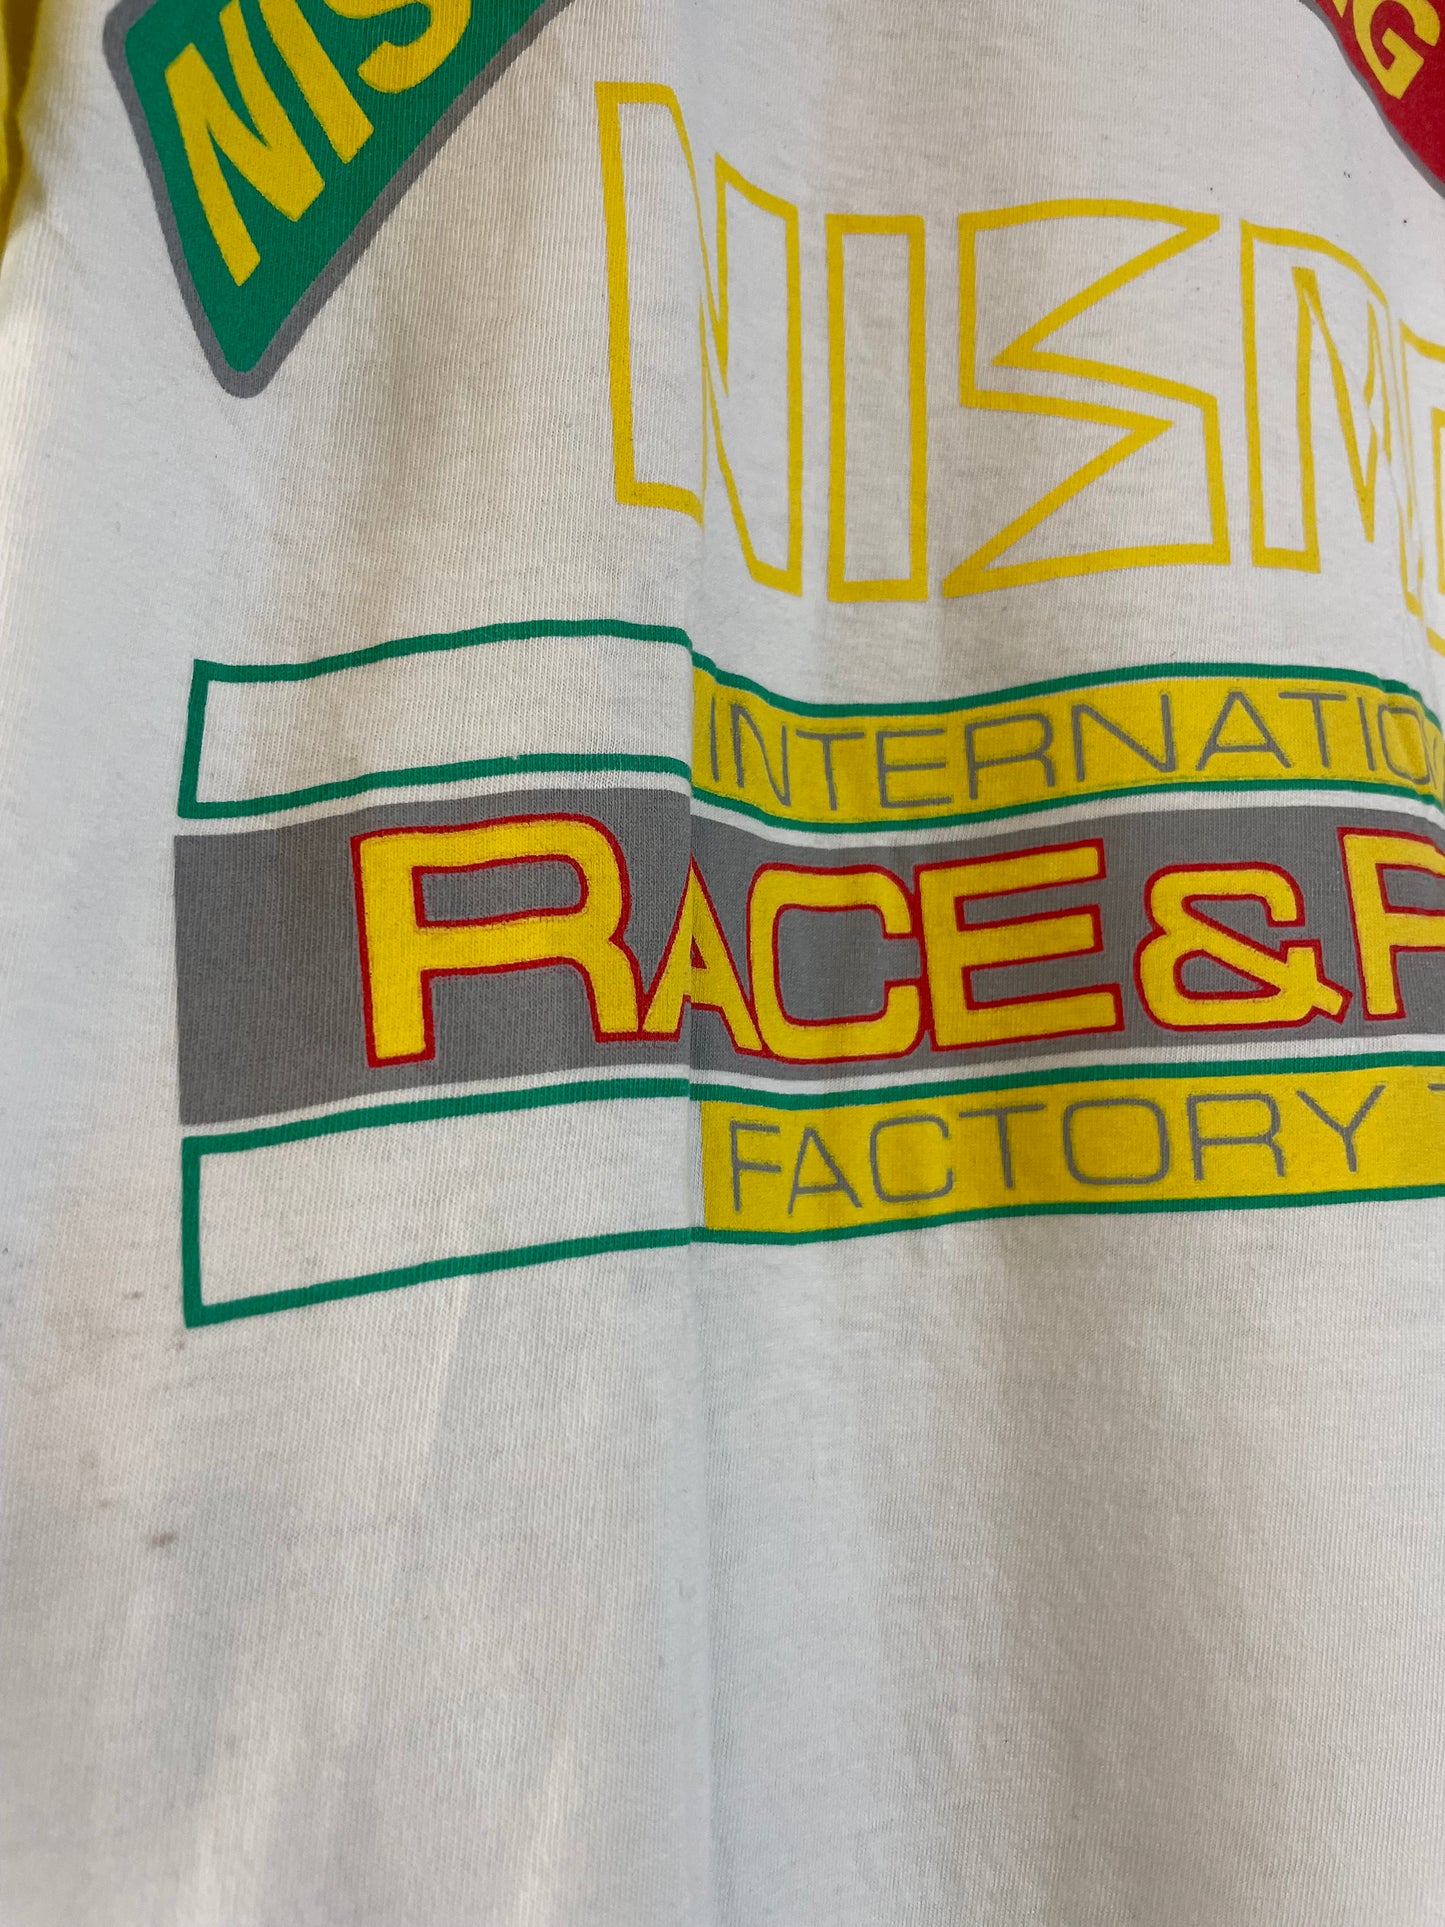 NIS
G
NISM
INTERNATIO
RACE & R
FACTORY T